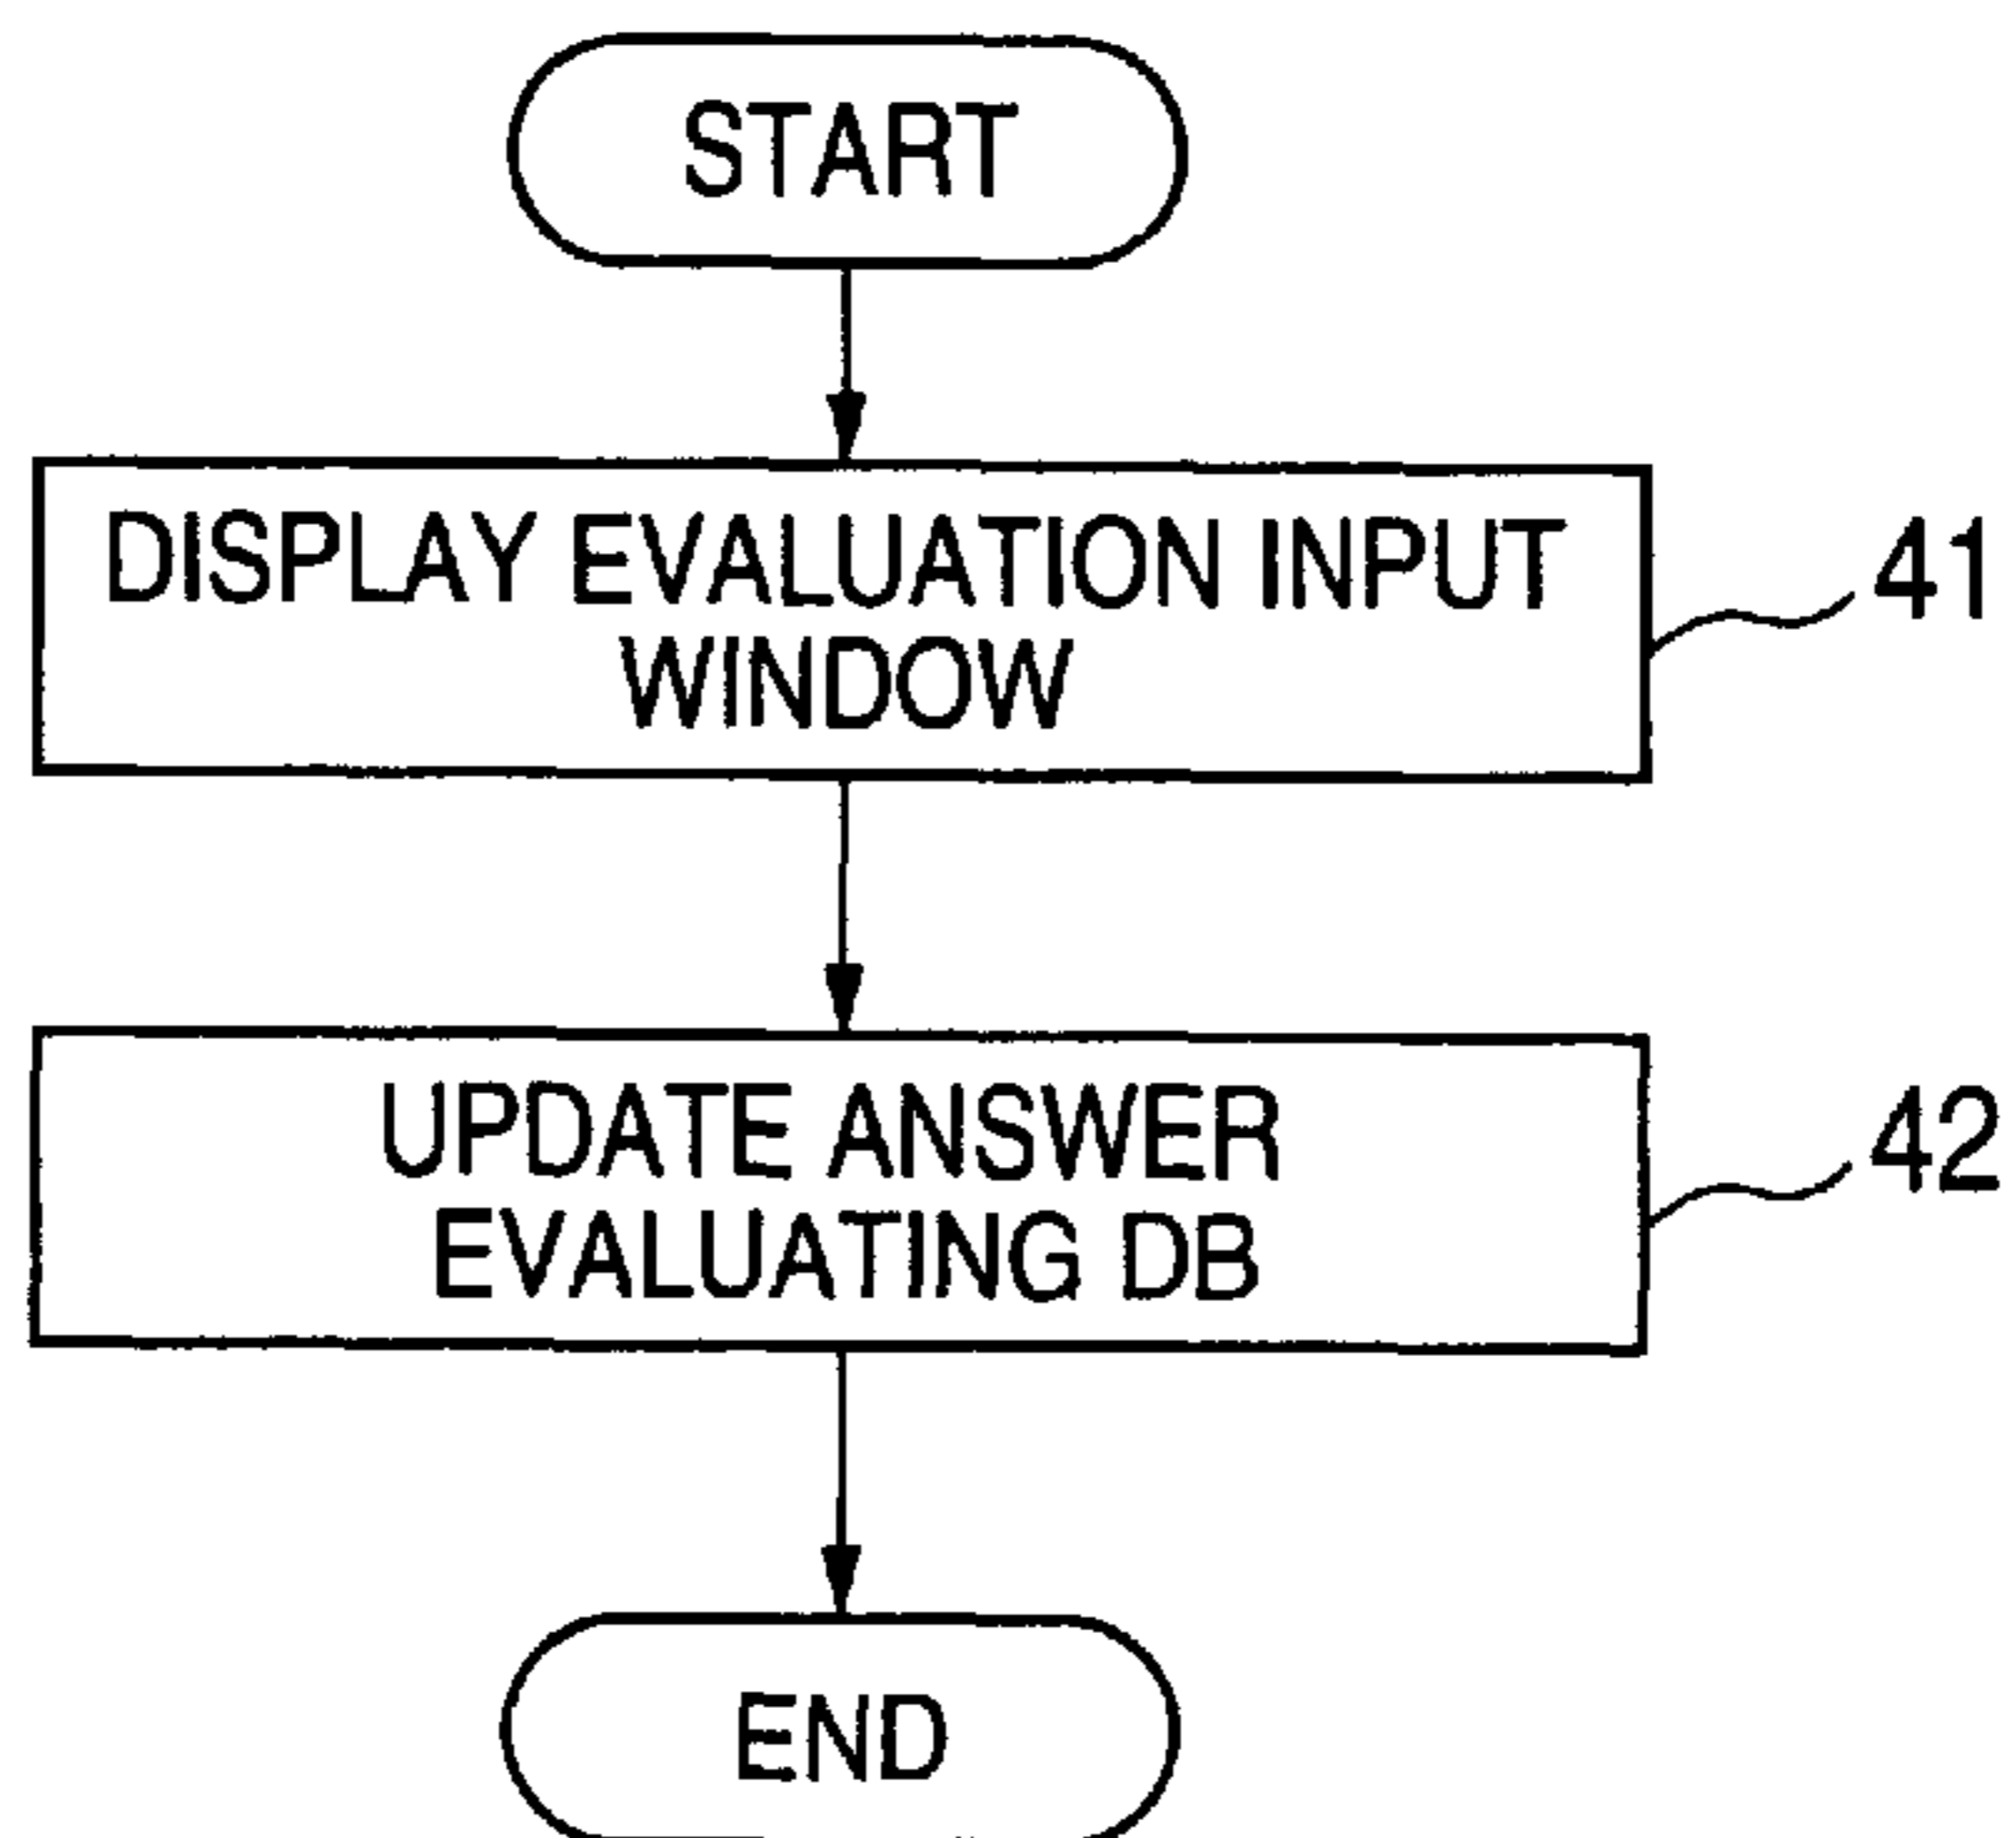 START
DISPLAY EVALUATION INPUT
WINDOW
41
UPDATE ANSWER
EVALUATING DB
42
END